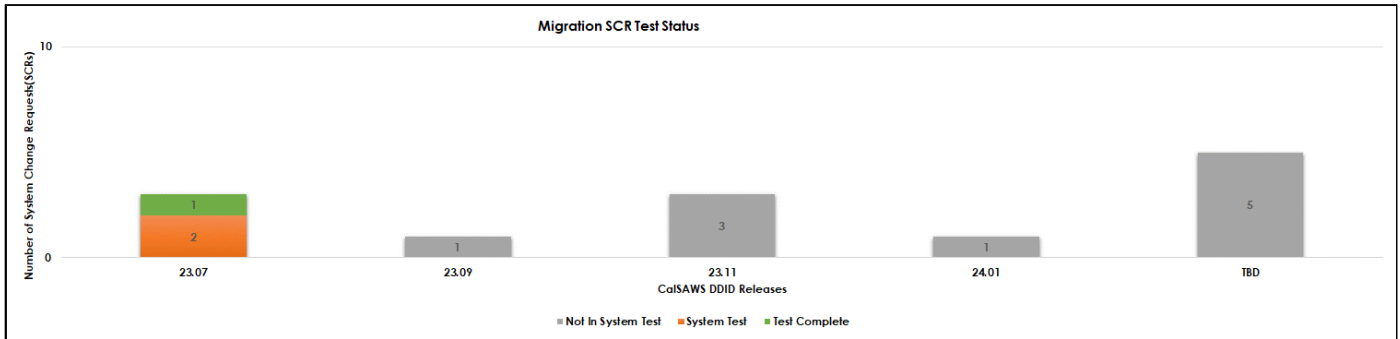 Migration SCR Test Status
Number of System Change Requests(SCRs)
10
0
1
2
1
3
1
5
23.07
23.09
23.11
24.01
TBD
CalSAWS DDID Releases
Not In System Test
System Test
Test Complete